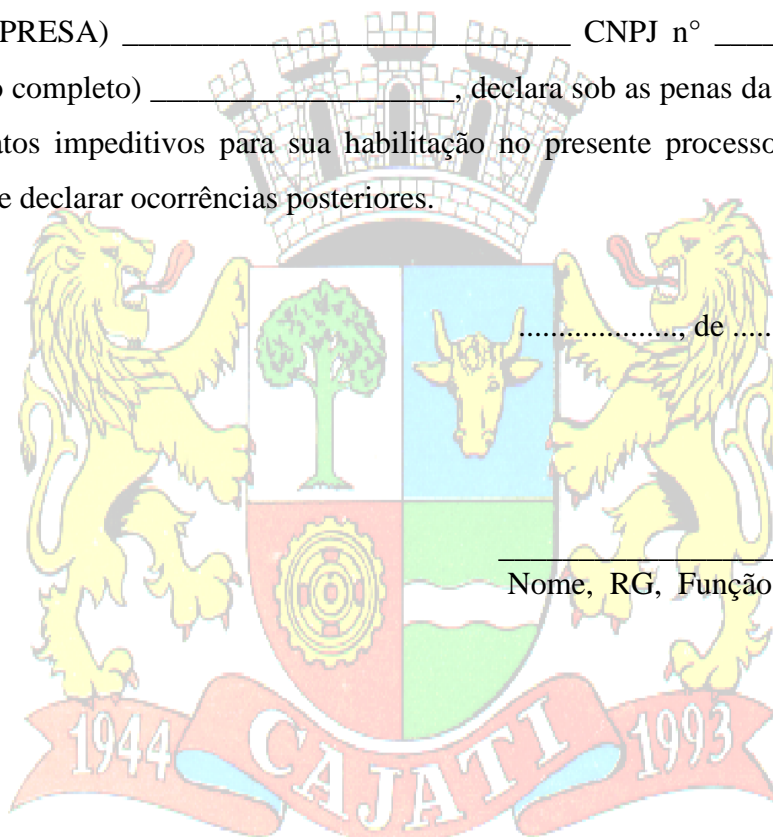 PRESA) ____________________________ CNPJ n° ____
o completo) ___________________, declara sob as penas da
atos impeditivos para sua habilitação no presente processo
e declarar ocorrências posteriores.
...................., de .....
__________________
Nome, RG, Função
1944 CAJATI 1993